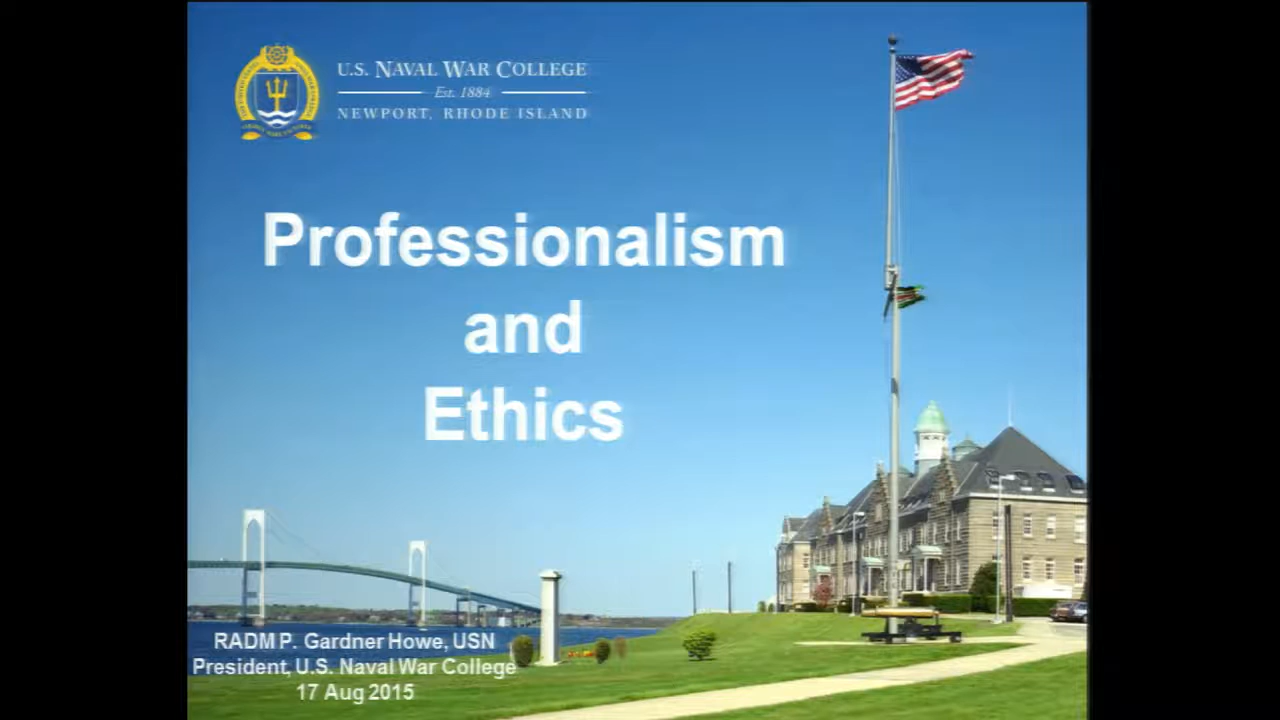 U.S. NAVAL WAR COLLEGE
Est. 1884
NEWPORT, RHODE ISLAND
Professionalism
and
Ethics
RADM P. Gardner Howe, USN
President, U.S. Naval War College
17 Aug 2015